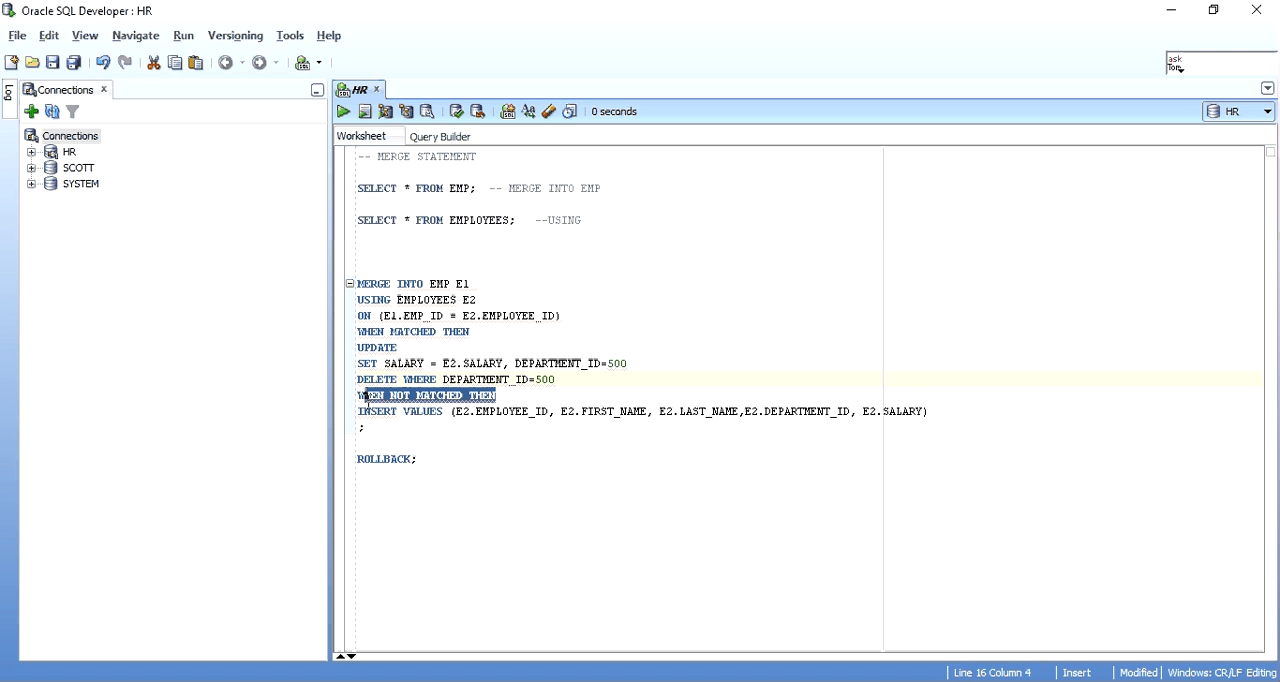 Oracle SQL Developer : HR
File Edit View Navigate Run Versioning Tools Help
ask
Tom
Log
Connections
HR
0 seconds
HR
Worksheet
Query Builder
Connections
HR
SCOTT
SYSTEM
-- MERGE STATEMENT
SELECT * FROM EMP;  -- MERGE INTO EMP
SELECT * FROM EMPLOYEES;   --USING
MERGE INTO EMP E1
USING EMPLOYEES E2
ON (E1.EMP_ID = E2.EMPLOYEE_ID)
WHEN MATCHED THEN
UPDATE
SET SALARY = E2.SALARY, DEPARTMENT_ID=500
DELETE WHERE DEPARTMENT_ID=500
WHEN NOT MATCHED THEN
INSERT VALUES (E2.EMPLOYEE_ID, E2.FIRST_NAME, E2.LAST_NAME,E2.DEPARTMENT_ID, E2.SALARY)
;
ROLLBACK;
Line 16 Column 4 Insert Modified Windows: CR/LF Editing